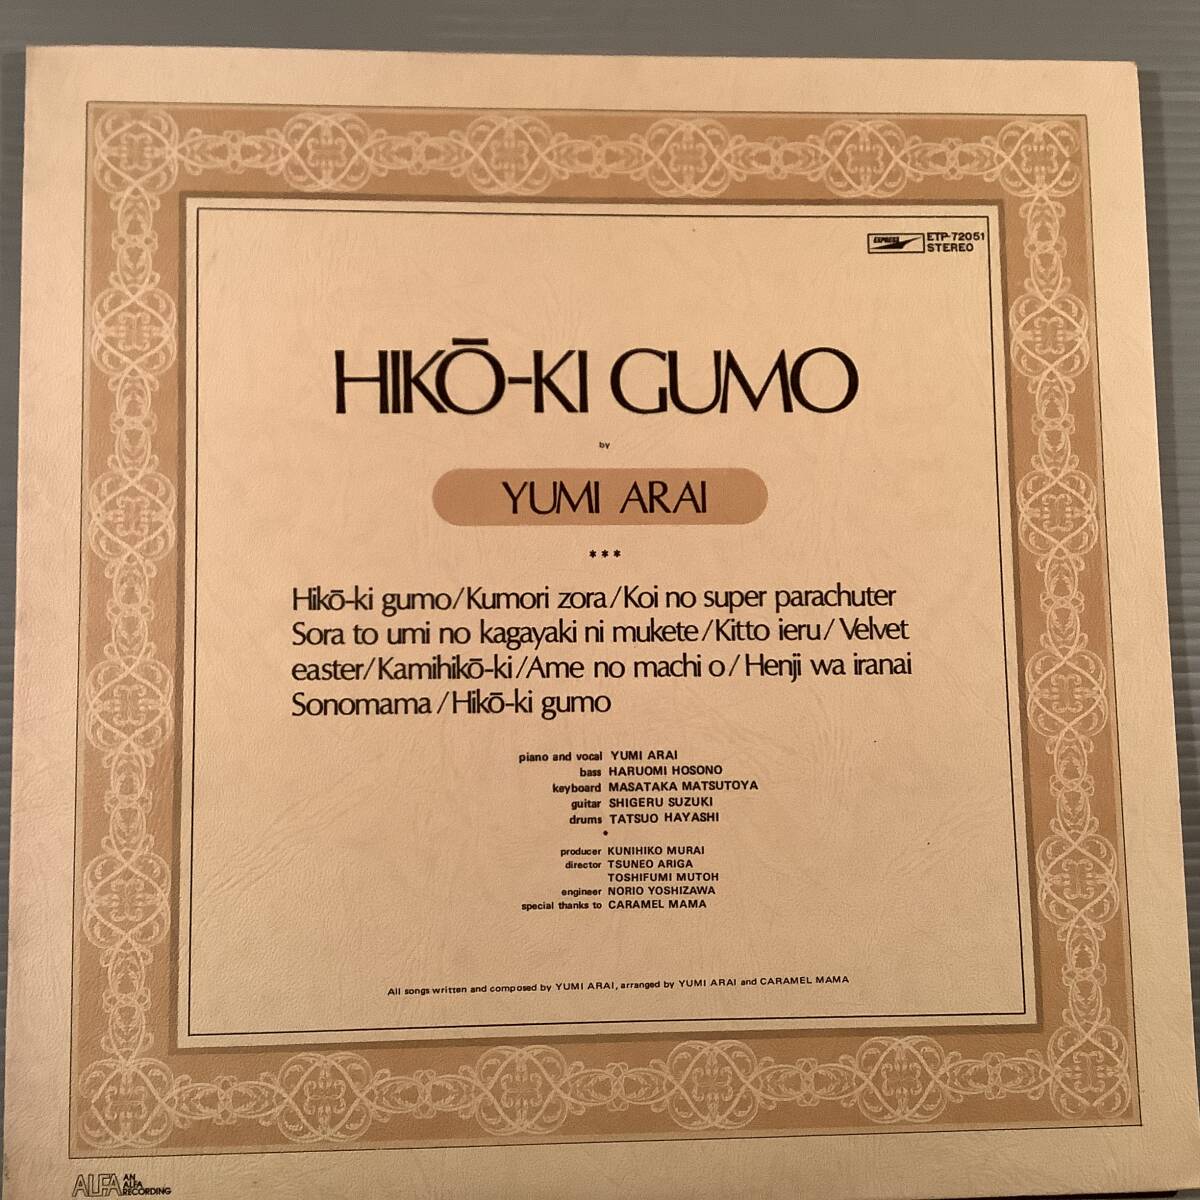 EXPRESS
ETP-72051
STEREO
HIKŌ-KI GUMO
by
YUMI ARAI
***
Hikō-ki gumo/Kumori zora/Koi no super parachuter
Sora to umi no kagayaki ni mukete/Kitto ieru/Velvet
easter/Kamihikō-ki/Ame no machi o/Henji wa iranai
Sonomama/Hikō-ki gumo
piano and vocal YUMI ARAI
bass HARUOMI HOSONO
keyboard MASATAKA MATSUTOYA
guitar SHIGERU SUZUKI
drums TATSUO HAYASHI
•
producer KUNIHIKO MURAI
director TSUNEO ARIGA
TOSHIFUMI MUTOH
engineer NORIO YOSHIZAWA
special thanks to CARAMEL MAMA
All songs written and composed by YUMI ARAI, arranged by YUMI ARAI and CARAMEL MAMA
ALFA
AN
ALFA
RECORDING